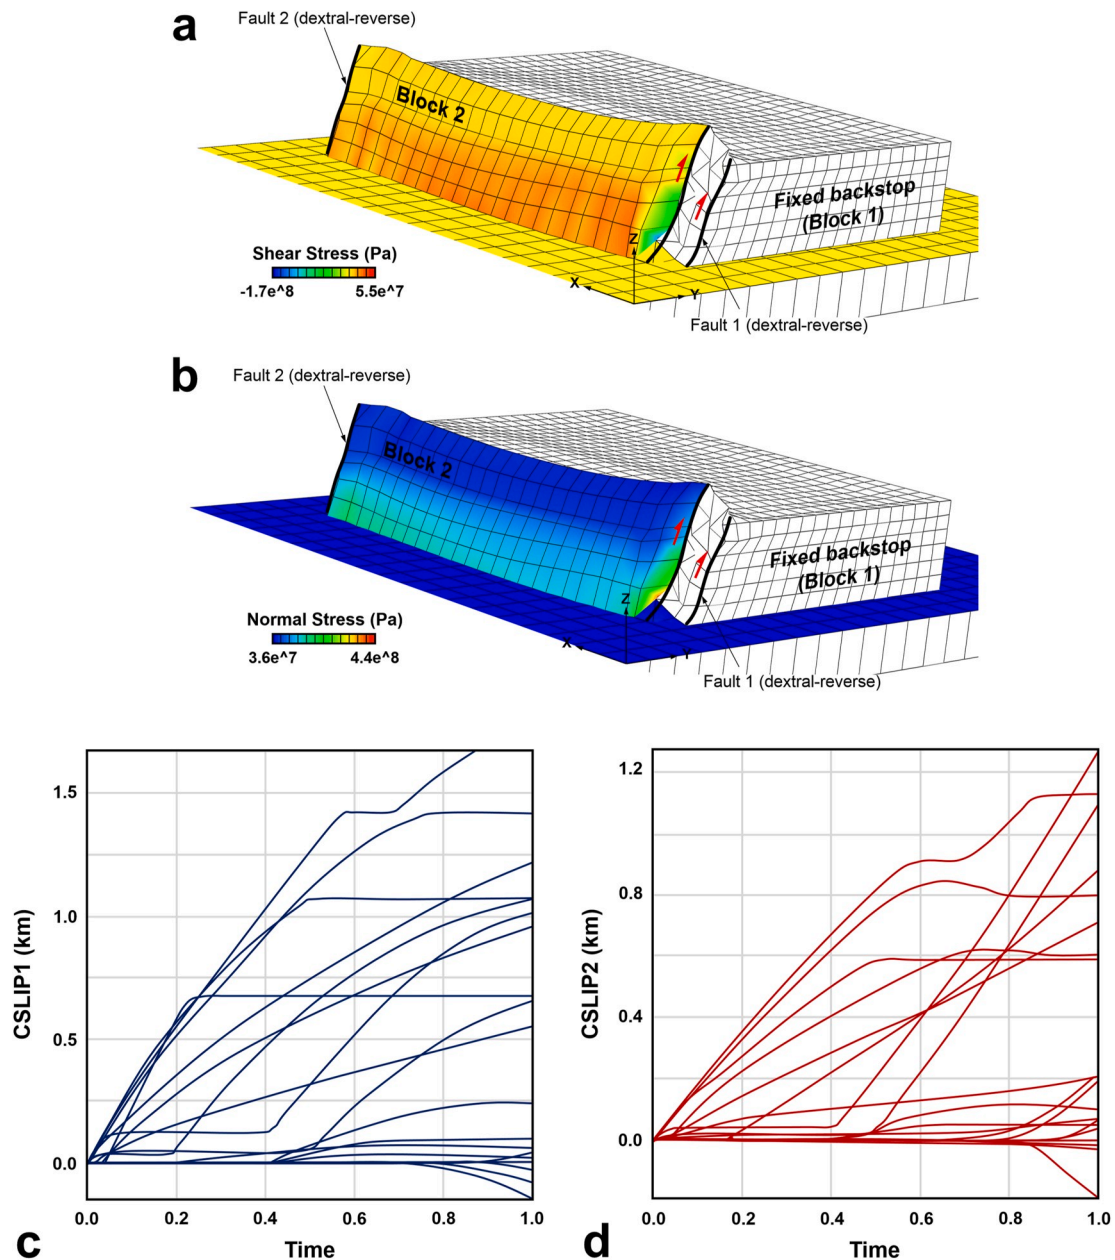 a
Fault 2 (dextral-reverse)
Block 2
Fixed backstop
(Block 1)
Shear Stress (Pa)
-1.7e^8 5.5e^7
Z
X
Y
Fault 1 (dextral-reverse)
b
Fault 2 (dextral-reverse)
Block 2
Fixed backstop
(Block 1)
Normal Stress (Pa)
3.6e^7 4.4e^8
Z
X
Y
Fault 1 (dextral-reverse)
1.5
1.0
0.5
0.0
CSLIP1 (km)
0.0 0.2 0.4 0.6 0.8 1.0
Time
c
1.2
0.8
0.4
0.0
CSLIP2 (km)
0.0 0.2 0.4 0.6 0.8 1.0
Time
d